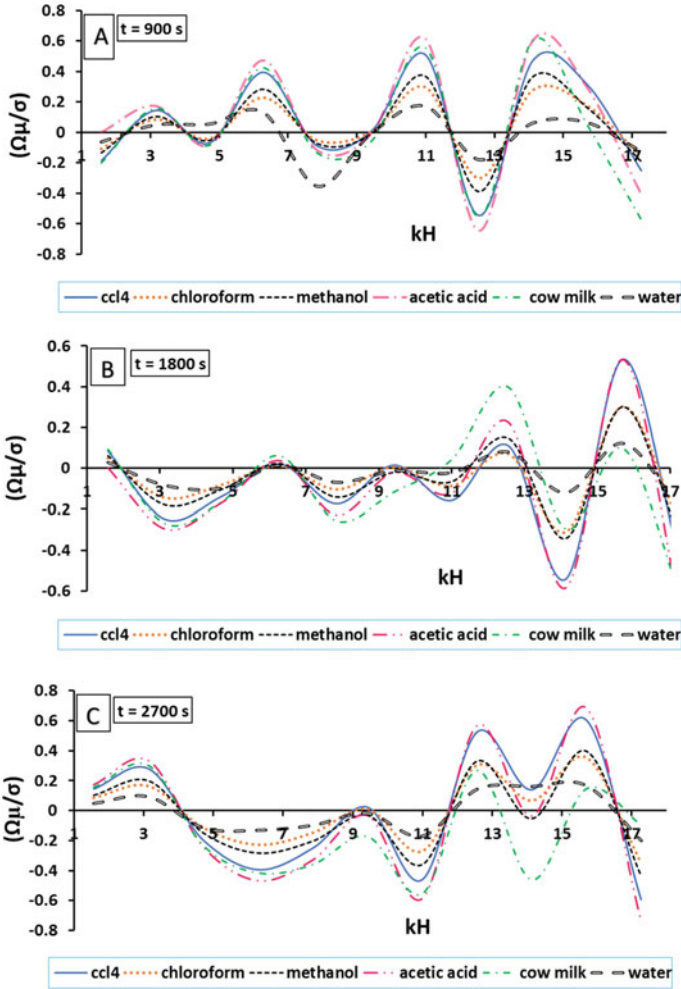 A
t = 900 s
0.8
0.6
0.4
0.2
0
-0.2
-0.4
-0.6
-0.8
1 3 5 7 9 11 13 15 17
(Ωμ/σ)
kH
ccl4 chloroform methanol acetic acid cow milk water
B
t = 1800 s
0.6
0.4
0.2
0
-0.2
-0.4
-0.6
1 3 5 7 9 11 13 15 17
(Ωμ/σ)
kH
ccl4 chloroform methanol acetic acid cow milk water
C
t = 2700 s
0.8
0.6
0.4
0.2
0
-0.2
-0.4
-0.6
-0.8
1 3 5 7 9 11 13 15 17
(Ωμ/σ)
kH
ccl4 chloroform methanol acetic acid cow milk water